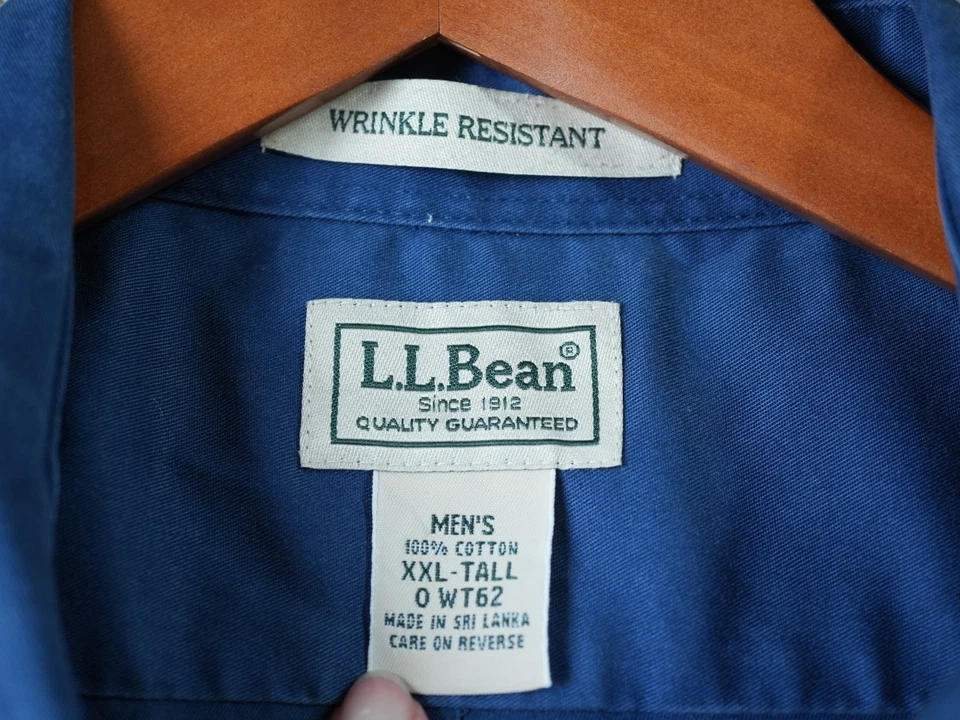 WRINKLE RESISTANT
L.L.Bean®
Since 1912
QUALITY GUARANTEED
MEN'S
100% COTTON
XXL-TALL
0 WT62
MADE IN SRI LANKA
CARE ON REVERSE